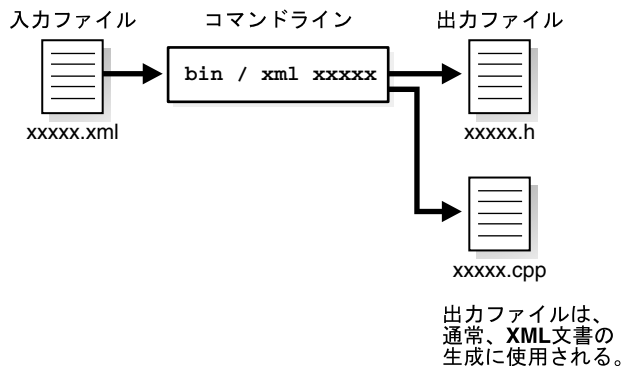 入力ファイル
コマンドライン
出力ファイル
bin / xml xxxxx
xxxxx.xml
xxxxx.h
xxxxx.cpp
出力ファイルは、
通常、XML文書の
生成に使用される。